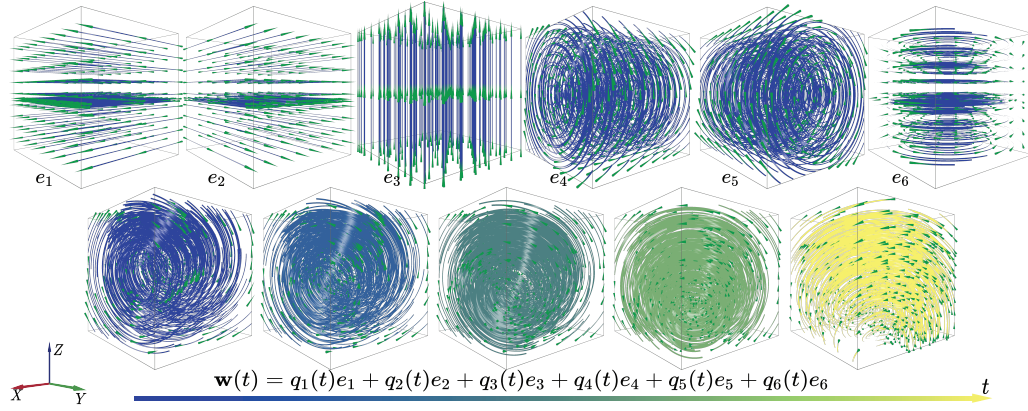 e₁ e₂ e₃ e₄ e₅ e₆
Z
X Y
w(t) = q₁(t)e₁ + q₂(t)e₂ + q₃(t)e₃ + q₄(t)e₄ + q₅(t)e₅ + q₆(t)e₆
t